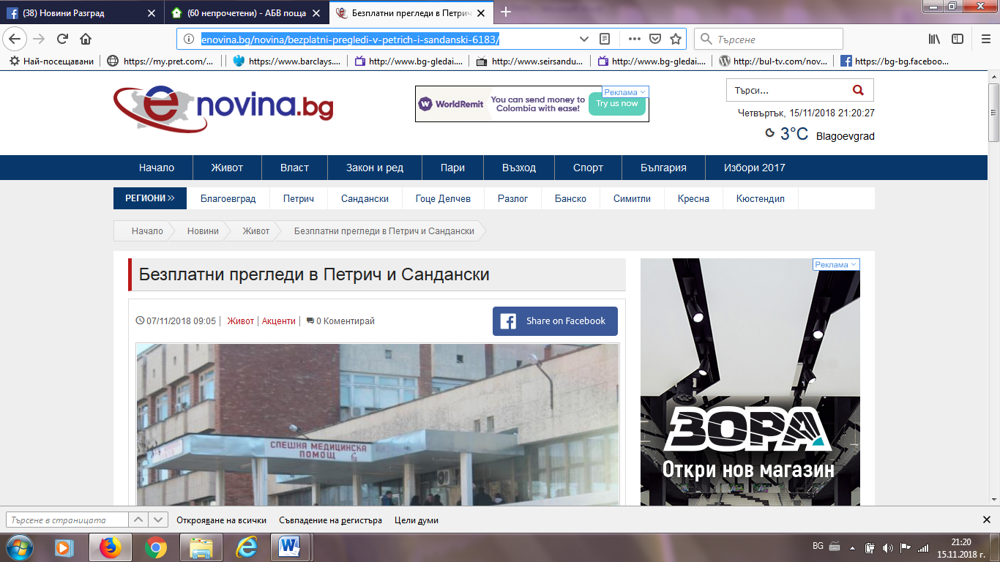 (38) Новини Разград
(60 непрочетени) - АБВ поща
Безплатни прегледи в Петрич
enovina.bg/novina/bezplatni-pregledi-v-petrich-i-sandanski-6183/
Търсене
Най-посещавани
https://my.pret.com/...
https://www.barclays....
http://www.bg-gledai....
http://www.seirsandu...
http://www.bg-gledai....
http://bul-tv.com/nov...
https://bg-bg.faceboo...
enovina.bg
WorldRemit
You can send money to
Colombia with ease!
Реклама
Try us now
Търси...
Четвъртък, 15/11/2018 21:20:27
3°C Blagoevgrad
Начало Живот Власт Закон и ред Пари Възход Спорт България Избори 2017
РЕГИОНИ » Благоевград Петрич Сандански Гоце Делчев Разлог Банско Симитли Кресна Кюстендил
Начало Новини Живот Безплатни прегледи в Петрич и Сандански
Безплатни прегледи в Петрич и Сандански
07/11/2018 09:05 | Живот | Акценти | 0 Коментирай
Share on Facebook
СПЕШНА МЕДИЦИНСКА
ПОМОЩ
Реклама
ЗОРА
Открий нов магазин
Търсене в страницата
Открояване на всички
Съвпадение на регистъра
Цели думи
BG
21:20
15.11.2018 г.